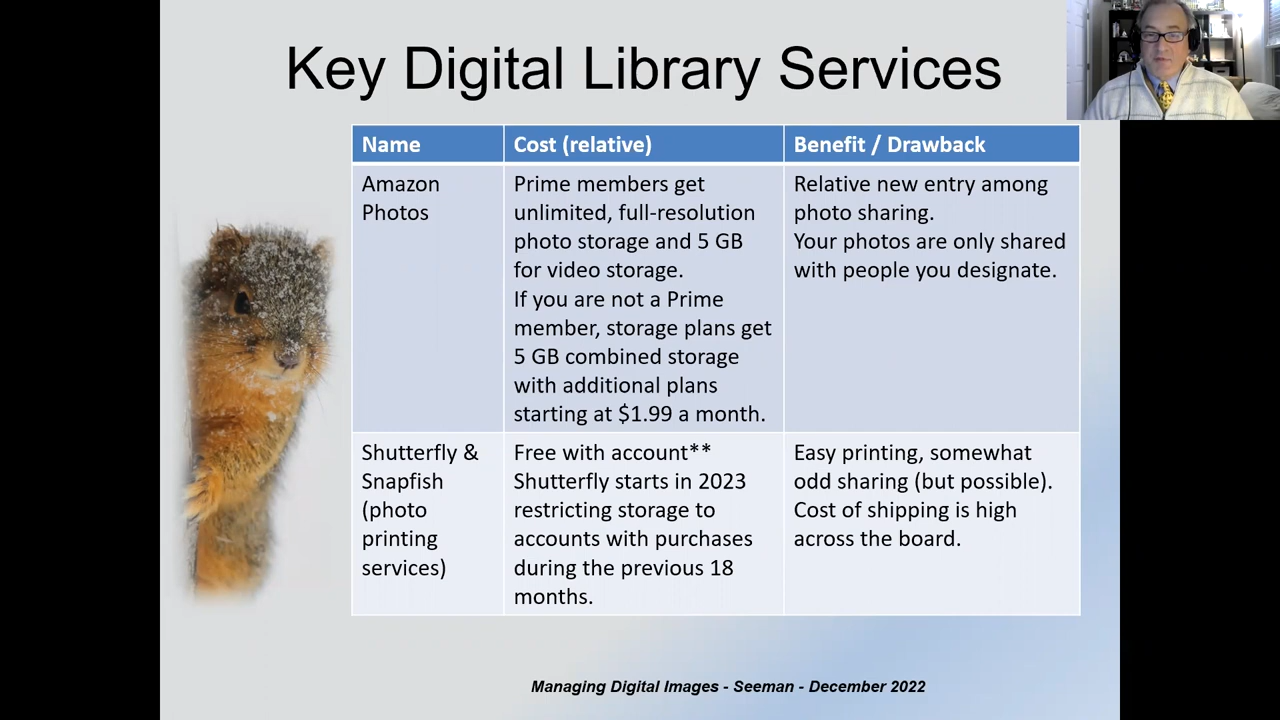 Key Digital Library Services
Name
Cost (relative)
Benefit / Drawback
Amazon
Photos
Prime members get
unlimited, full-resolution
photo storage and 5 GB
for video storage.
If you are not a Prime
member, storage plans get
5 GB combined storage
with additional plans
starting at $1.99 a month.
Relative new entry among
photo sharing.
Your photos are only shared
with people you designate.
Shutterfly &
Snapfish
(photo
printing
services)
Free with account**
Shutterfly starts in 2023
restricting storage to
accounts with purchases
during the previous 18
months.
Easy printing, somewhat
odd sharing (but possible).
Cost of shipping is high
across the board.
Managing Digital Images - Seeman - December 2022